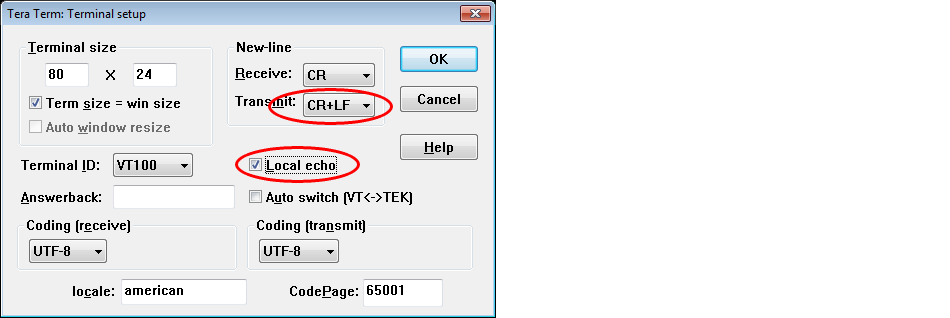 Tera Term: Terminal setup
Terminal size
80 X 24
Term size = win size
Auto window resize
New-line
Receive: CR
Transmit: CR+LF
OK
Cancel
Help
Terminal ID: VT100
Local echo
Answerback:
Auto switch (VT<->TEK)
Coding (receive)
UTF-8
Coding (transmit)
UTF-8
locale: american
CodePage: 65001